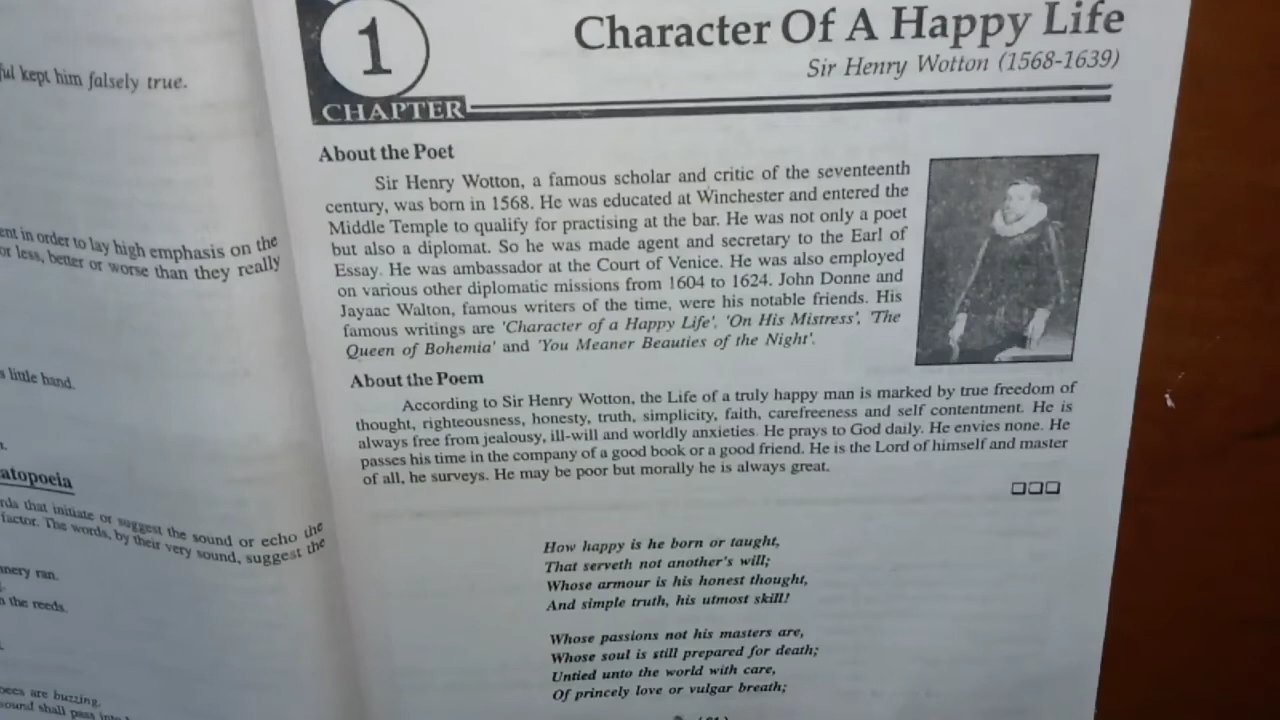 ful kept him falsely true.
ent in order to lay high emphasis on the
or less, better or worse than they really
s little hand.
atopoeia
rds that initiate or suggest the sound or echo the
factor. The words, by their very sound, suggest the
nery ran.
n the reeds.
bees are buzzing.
sound shall pass into
1
CHAPTER
Character Of A Happy Life
Sir Henry Wotton (1568-1639)
About the Poet
Sir Henry Wotton, a famous scholar and critic of the seventeenth
century, was born in 1568. He was educated at Winchester and entered the
Middle Temple to qualify for practising at the bar. He was not only a poet
but also a diplomat. So he was made agent and secretary to the Earl of
Essay. He was ambassador at the Court of Venice. He was also employed
on various other diplomatic missions from 1604 to 1624. John Donne and
Jayaac Walton, famous writers of the time, were his notable friends. His
famous writings are 'Character of a Happy Life', 'On His Mistress', 'The
Queen of Bohemia' and 'You Meaner Beauties of the Night'.
About the Poem
According to Sir Henry Wotton, the Life of a truly happy man is marked by true freedom of
thought, righteousness, honesty, truth, simplicity, faith, carefreeness and self contentment. He is
always free from jealousy, ill-will and worldly anxieties. He prays to God daily. He envies none. He
passes his time in the company of a good book or a good friend. He is the Lord of himself and master
of all, he surveys. He may be poor but morally he is always great.
How happy is he born or taught,
That serveth not another's will;
Whose armour is his honest thought,
And simple truth, his utmost skill!
Whose passions not his masters are,
Whose soul is still prepared for death;
Untied unto the world with care,
Of princely love or vulgar breath;